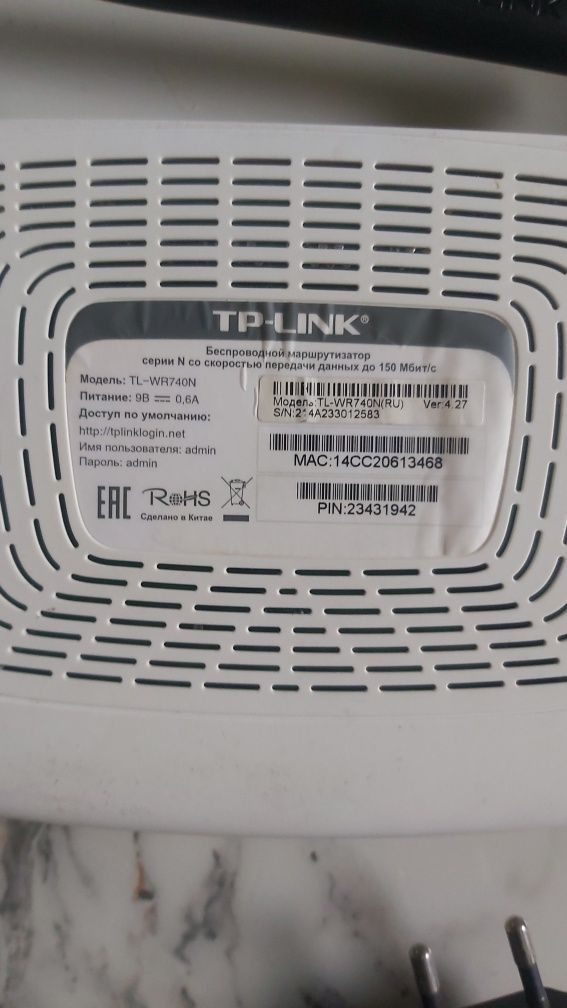 TP-LINK®
Беспроводной маршрутизатор
серии N со скоростью передачи данных до 150 Мбит/с
Модель: TL-WR740N
Питание: 9В 0,6А
Доступ по умолчанию:
http://tplinklogin.net
Имя пользователя: admin
Пароль: admin
Модель:TL-WR740N(RU) Ver:4.27
S/N:214A233012583
MAC:14CC20613468
PIN:23431942
EAC RoHS
Сделано в Китае